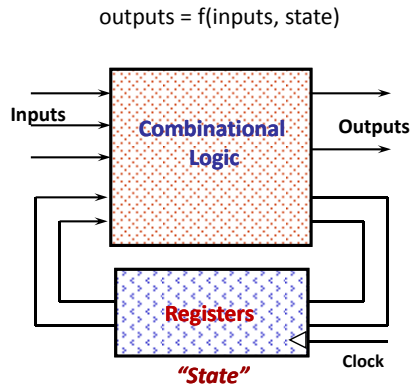 outputs = f(inputs, state)
Inputs
Combinational
Logic
Outputs
Registers
Clock
"State"